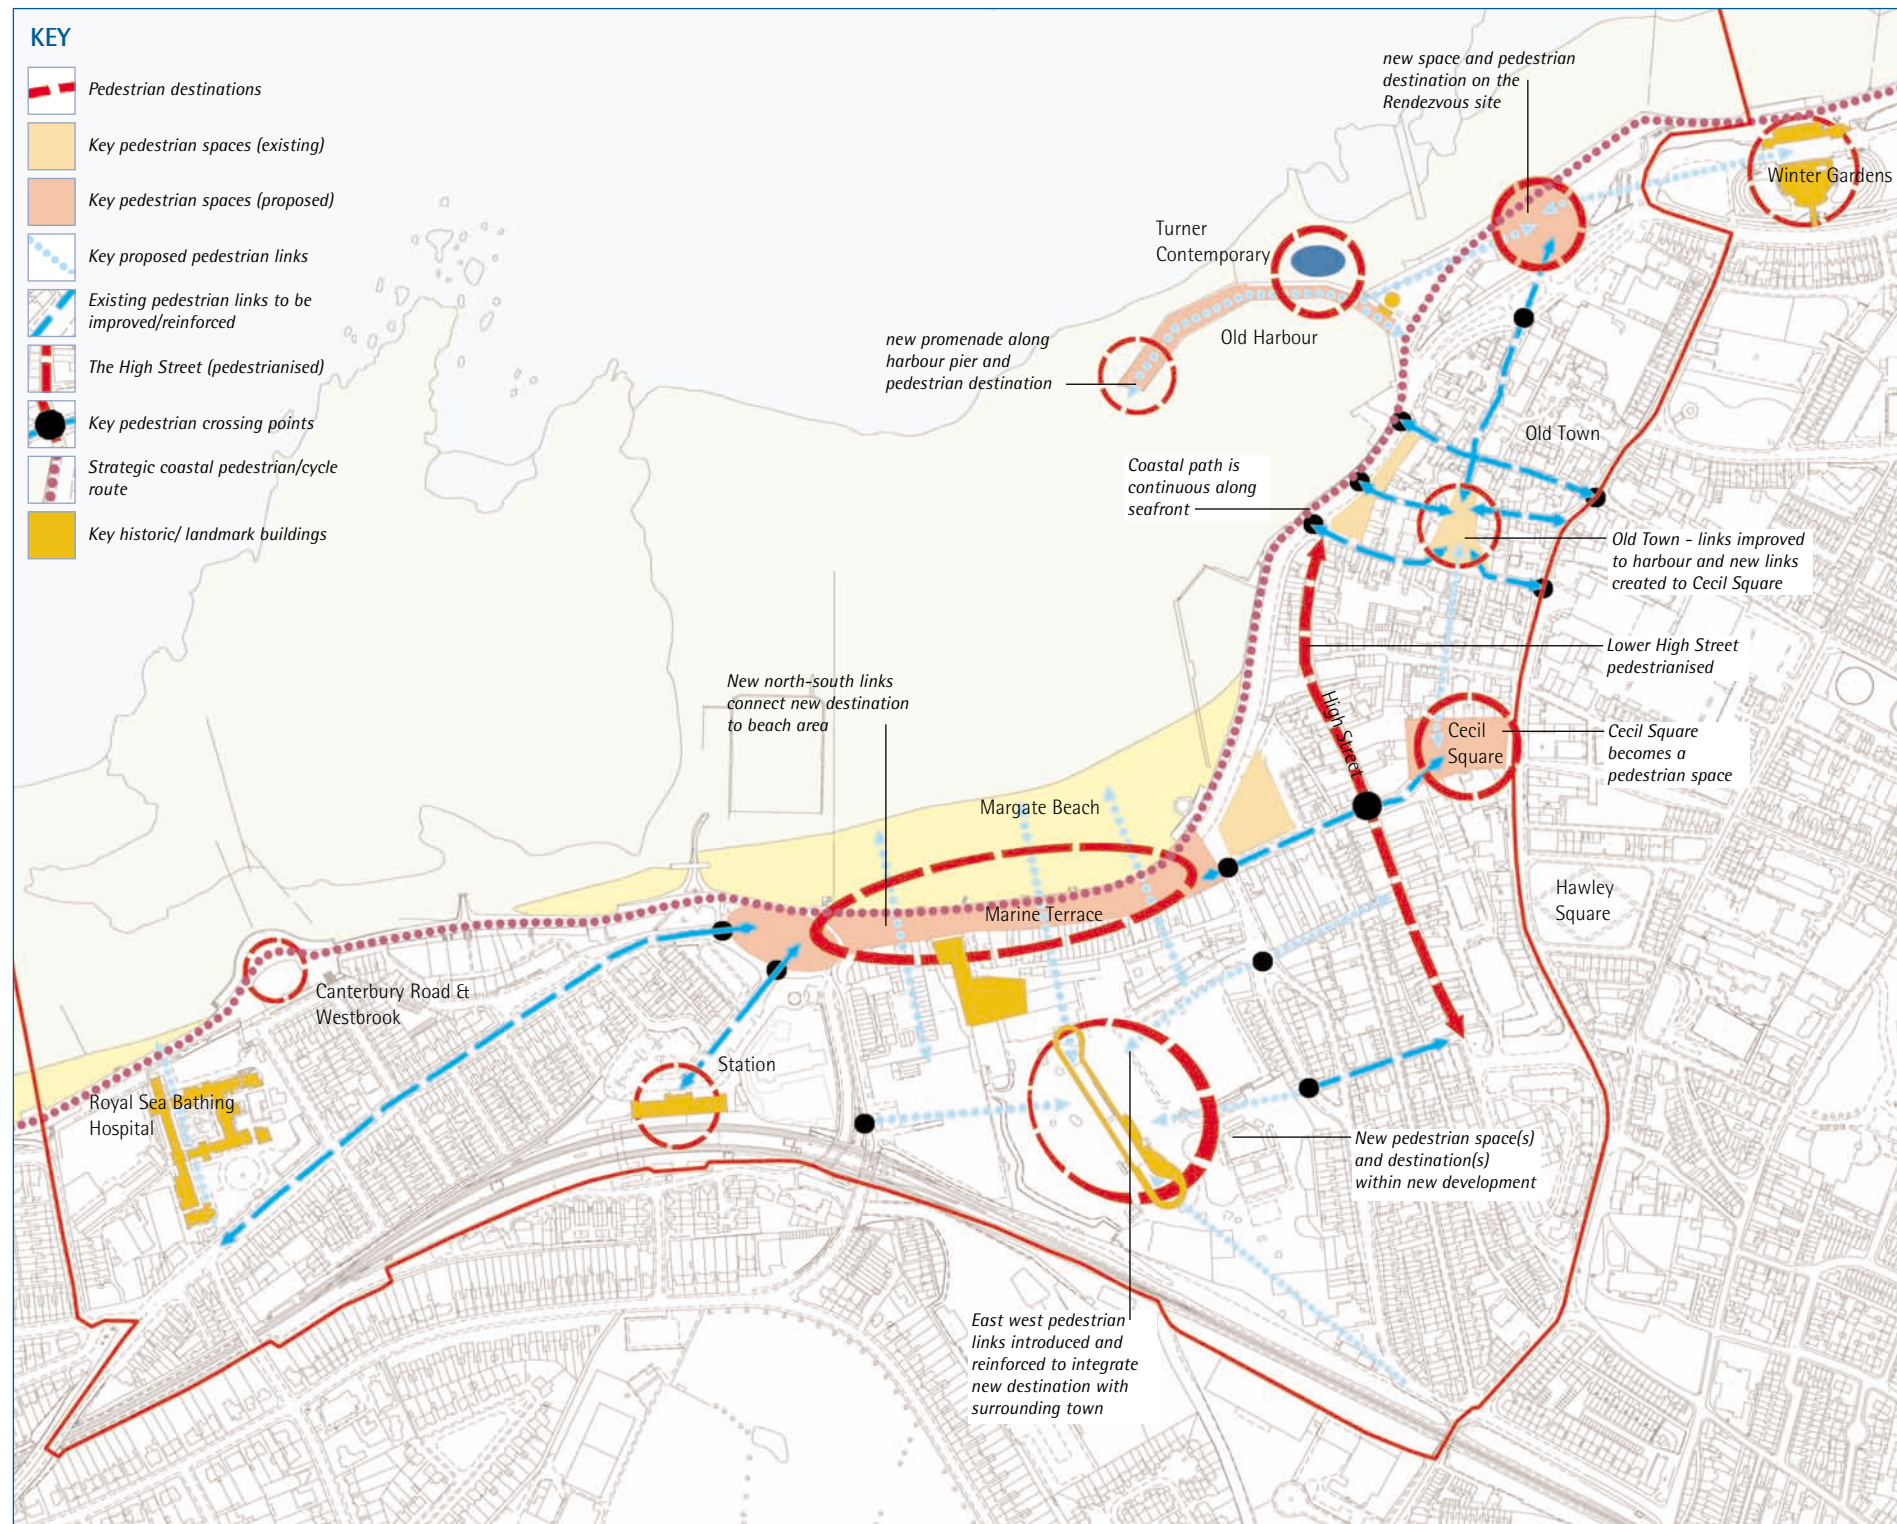 KEY
Pedestrian destinations
Key pedestrian spaces (existing)
Key pedestrian spaces (proposed)
Key proposed pedestrian links
Existing pedestrian links to be
improved/reinforced
The High Street (pedestrianised)
Key pedestrian crossing points
Strategic coastal pedestrian/cycle
route
Key historic/ landmark buildings
new space and pedestrian
destination on the
Rendezvous site
Winter Gardens
Turner
Contemporary
Old Harbour
new promenade along
harbour pier and
pedestrian destination
Old Town
Coastal path is
continuous along
seafront
Old Town - links improved
to harbour and new links
created to Cecil Square
Lower High Street
pedestrianised
New north-south links
connect new destination
to beach area
High Street
Cecil
Square
Cecil Square
becomes a
pedestrian space
Margate Beach
Marine Terrace
Hawley
Square
Canterbury Road &
Westbrook
Station
Royal Sea Bathing
Hospital
New pedestrian space(s)
and destination(s)
within new development
East west pedestrian
links introduced and
reinforced to integrate
new destination with
surrounding town